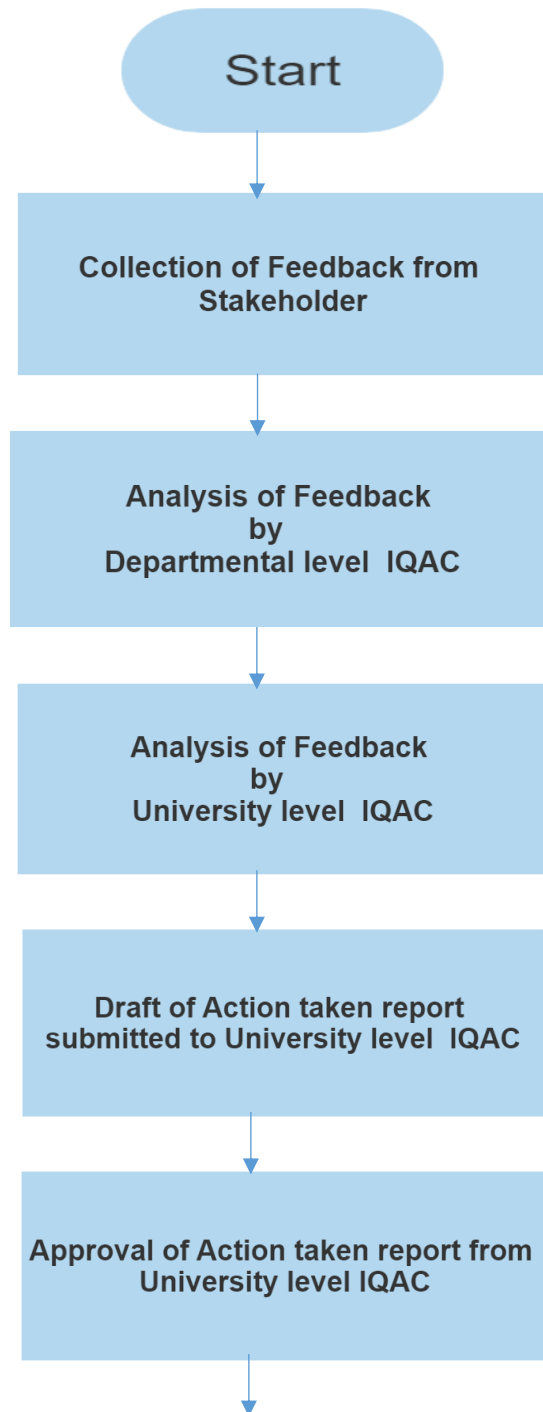 Start
Collection of Feedback from
Stakeholder
Analysis of Feedback
by
Departmental level  IQAC
Analysis of Feedback
by
University level  IQAC
Draft of Action taken report
submitted to University level  IQAC
Approval of Action taken report from
University level IQAC